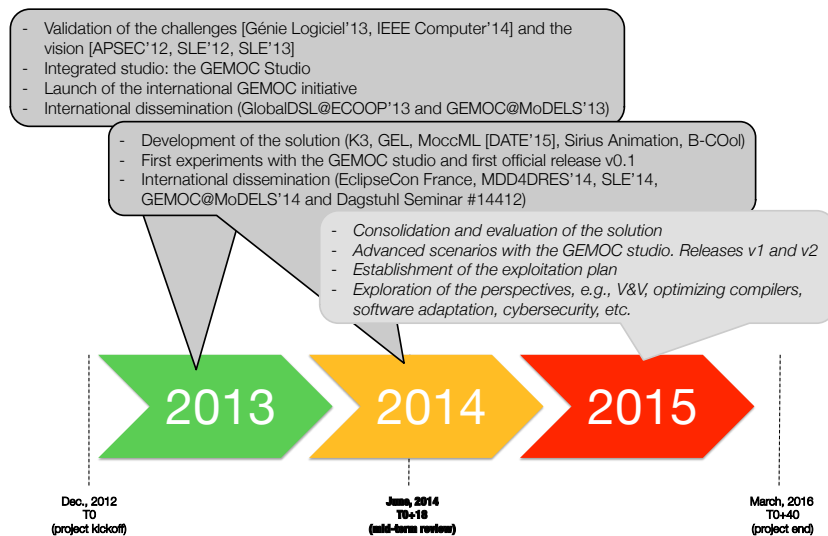 - Validation of the challenges [Génie Logiciel’13, IEEE Computer’14] and the
vision [APSEC’12, SLE’12, SLE’13]
- Integrated studio: the GEMOC Studio
- Launch of the international GEMOC initiative
- International dissemination (GlobalDSL@ECOOP’13 and GEMOC@MoDELS’13)
- Development of the solution (K3, GEL, MoccML [DATE’15], Sirius Animation, B-COol)
- First experiments with the GEMOC studio and first official release v0.1
- International dissemination (EclipseCon France, MDD4DRES’14, SLE’14,
GEMOC@MoDELS’14 and Dagstuhl Seminar #14412)
- Consolidation and evaluation of the solution
- Advanced scenarios with the GEMOC studio. Releases v1 and v2
- Establishment of the exploitation plan
- Exploration of the perspectives, e.g., V&V, optimizing compilers,
software adaptation, cybersecurity, etc.
2013
2014
2015
Dec., 2012
T0
(project kickoff)
June, 2014
T0+18
(mid-term review)
March, 2016
T0+40
(project end)